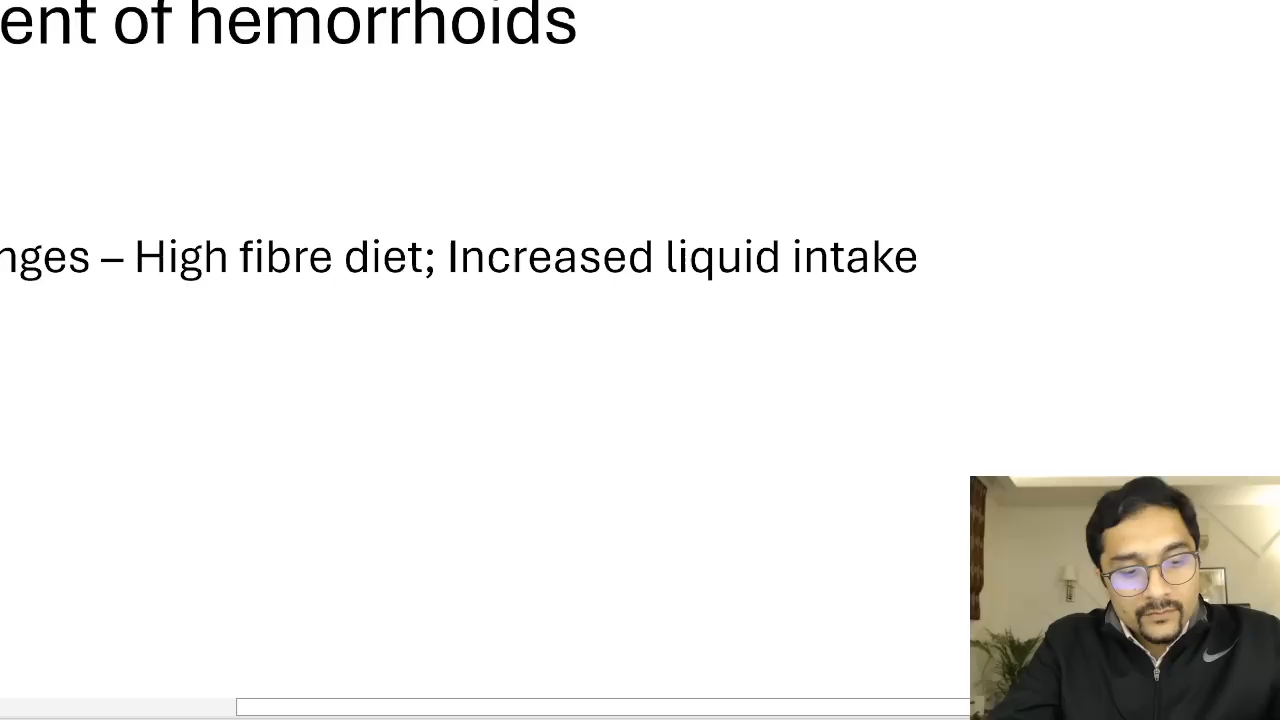 ent of hemorrhoids
nges – High fibre diet; Increased liquid intake